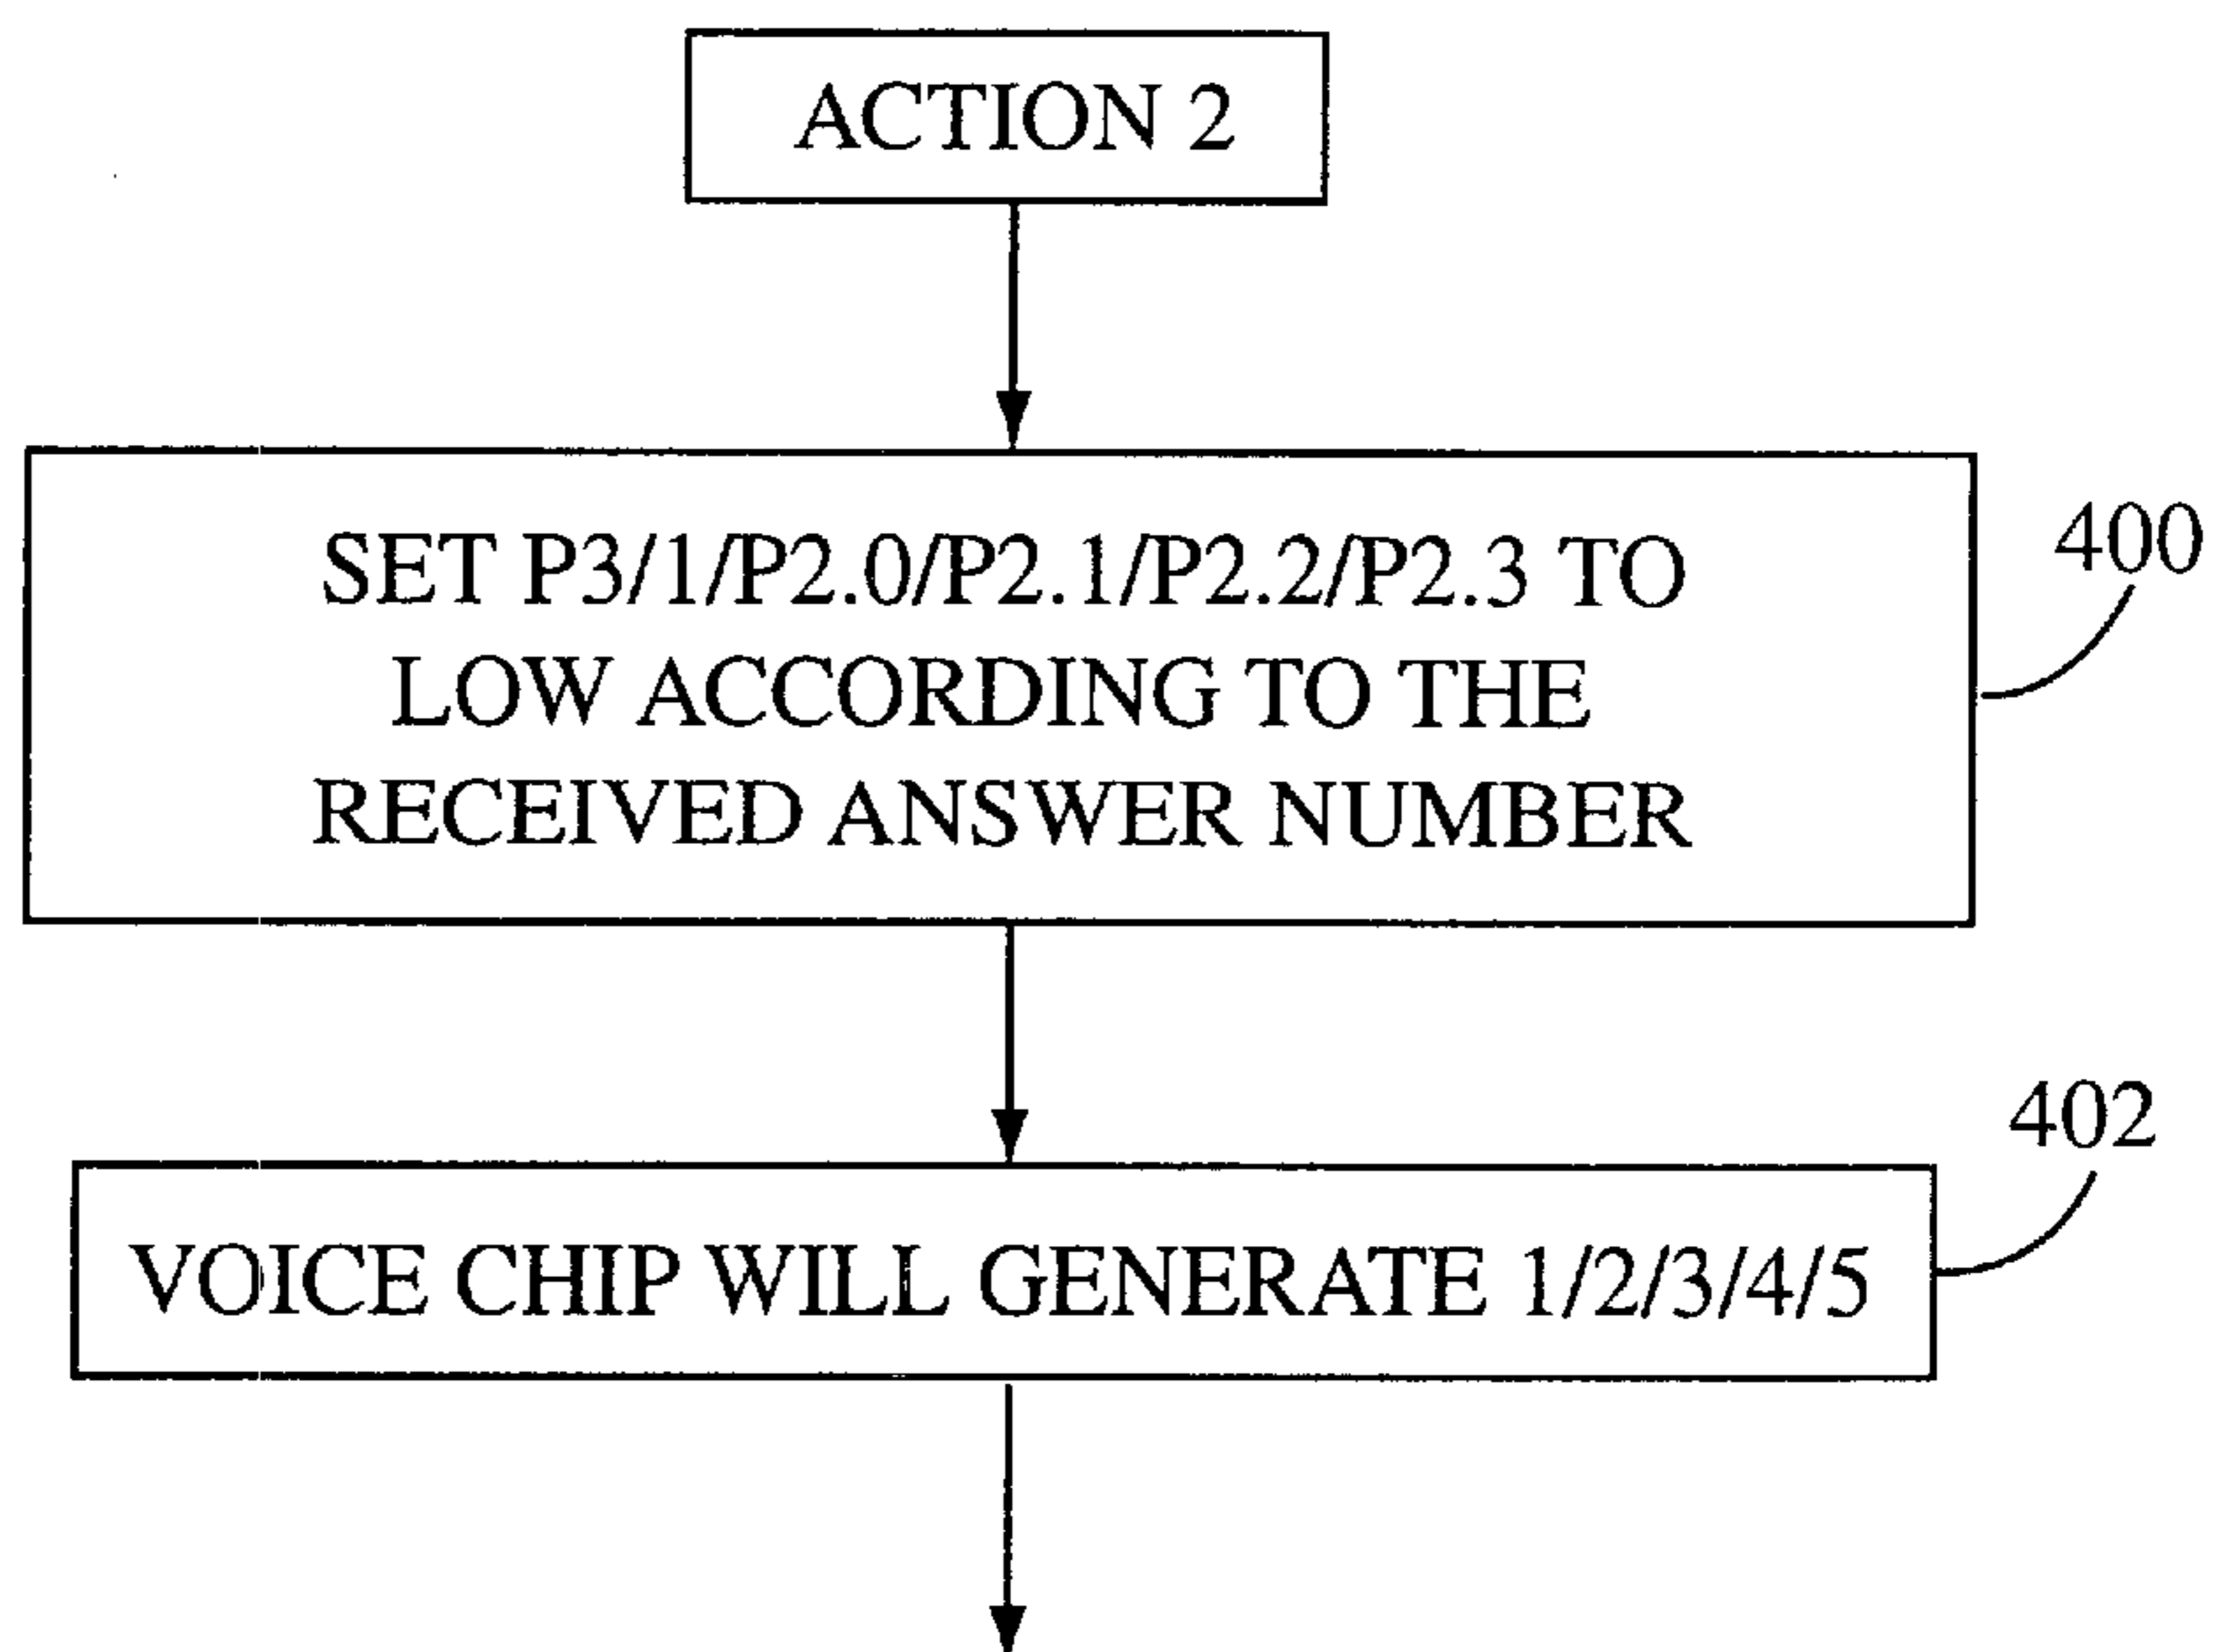 ACTION 2
SET P3/1/P2.0/P2.1/P2.2/P2.3 TO
LOW ACCORDING TO THE
RECEIVED ANSWER NUMBER
400
402
VOICE CHIP WILL GENERATE 1/2/3/4/5